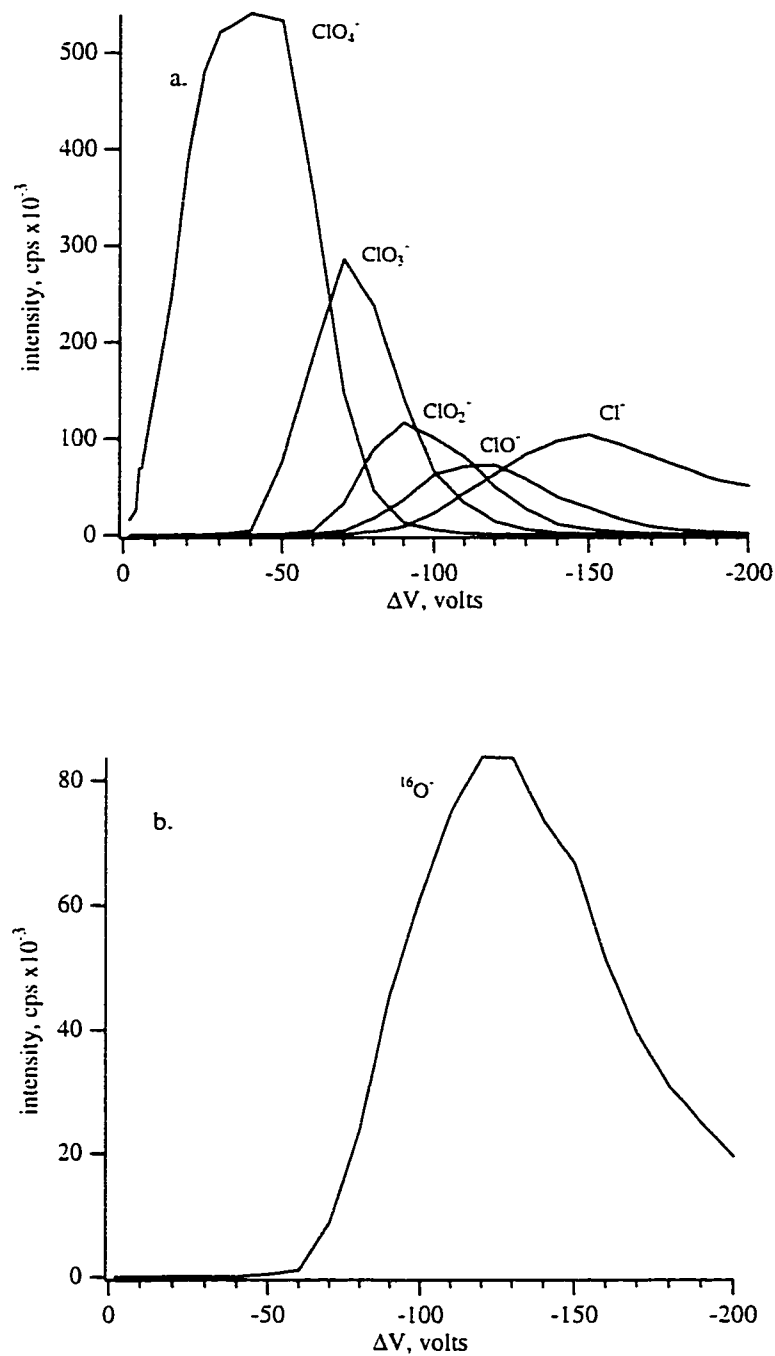 500
400
300
200
100
0
intensity, cps x10⁻³
a.
ClO₄⁻
ClO₃⁻
ClO₂⁻
ClO⁻
Cl⁻
0 -50 -100 -150 -200
ΔV, volts
80
60
40
20
0
intensity, cps x10⁻³
b.
¹⁶O⁻
0 -50 -100 -150 -200
ΔV, volts